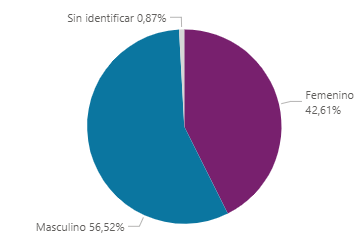 Sin identificar 0,87%
Femenino
42,61%
Masculino 56,52%